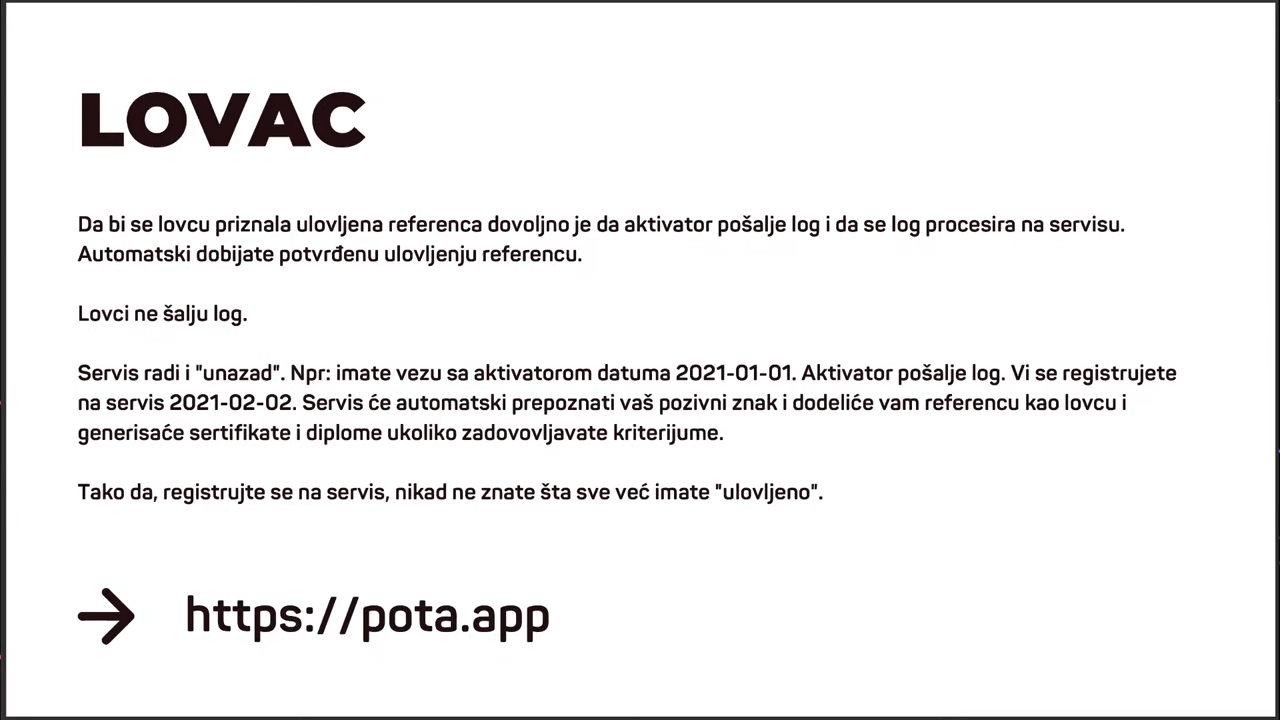 LOVAC
Da bi se lovcu priznala ulovljena referenca dovoljno je da aktivator pošalje log i da se log procesira na servisu.
Automatski dobijate potvrđenu ulovljenju referencu.
Lovci ne šalju log.
Servis radi i "unazad". Npr: imate vezu sa aktivatorom datuma 2021-01-01. Aktivator pošalje log. Vi se registrujete
na servis 2021-02-02. Servis će automatski prepoznati vaš pozivni znak i dodeliće vam referencu kao lovcu i
generisaće sertifikate i diplome ukoliko zadovovljavate kriterijume.
Tako da, registrujte se na servis, nikad ne znate šta sve već imate "ulovljeno".
https://pota.app